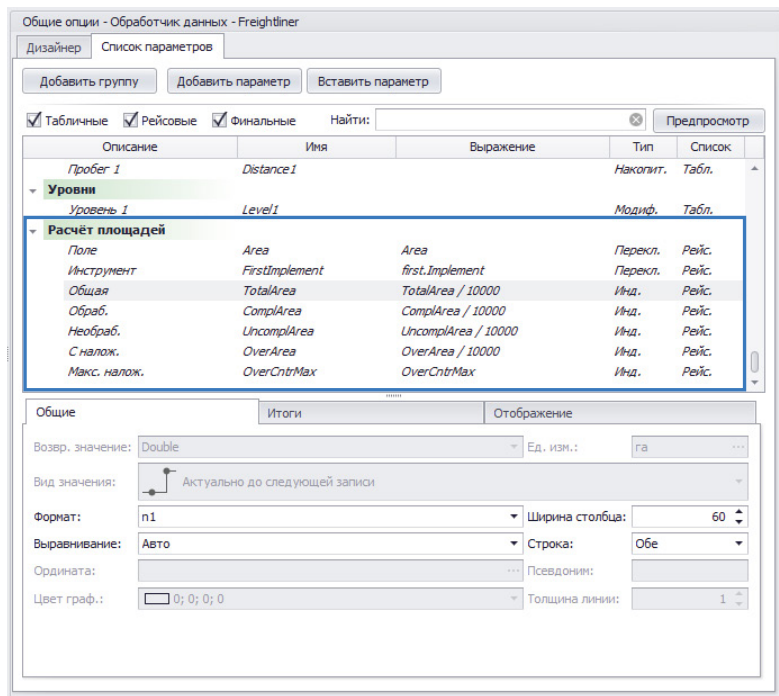 Общие опции - Обработчик данных - Freightliner
Дизайнер Список параметров
Добавить группу Добавить параметр Вставить параметр
Табличные Рейсовые Финальные Найти: Предпросмотр
Описание Имя Выражение Тип Список
Пробег 1 Distance1 Накопит. Табл.
Уровни
Уровень 1 Level1 Модиф. Табл.
Расчёт площадей
Поле Area Area Перекл. Рейс.
Инструмент FirstImplement first.Implement Перекл. Рейс.
Общая TotalArea TotalArea / 10000 Инд. Рейс.
Обраб. ComplArea ComplArea / 10000 Инд. Рейс.
Необраб. UncomplArea UncomplArea / 10000 Инд. Рейс.
С налож. OverArea OverArea / 10000 Инд. Рейс.
Макс. налож. OverCntrMax OverCntrMax Инд. Рейс.
Общие Итоги Отображение
Возвр. значение: Double Ед. изм.: га ...
Вид значения: Актуально до следующей записи
Формат: n1 Ширина столбца: 60
Выравнивание: Авто Строка: Обе
Ордината: ... Псевдоним:
Цвет граф.: 0; 0; 0; 0 Толщина линии: 1